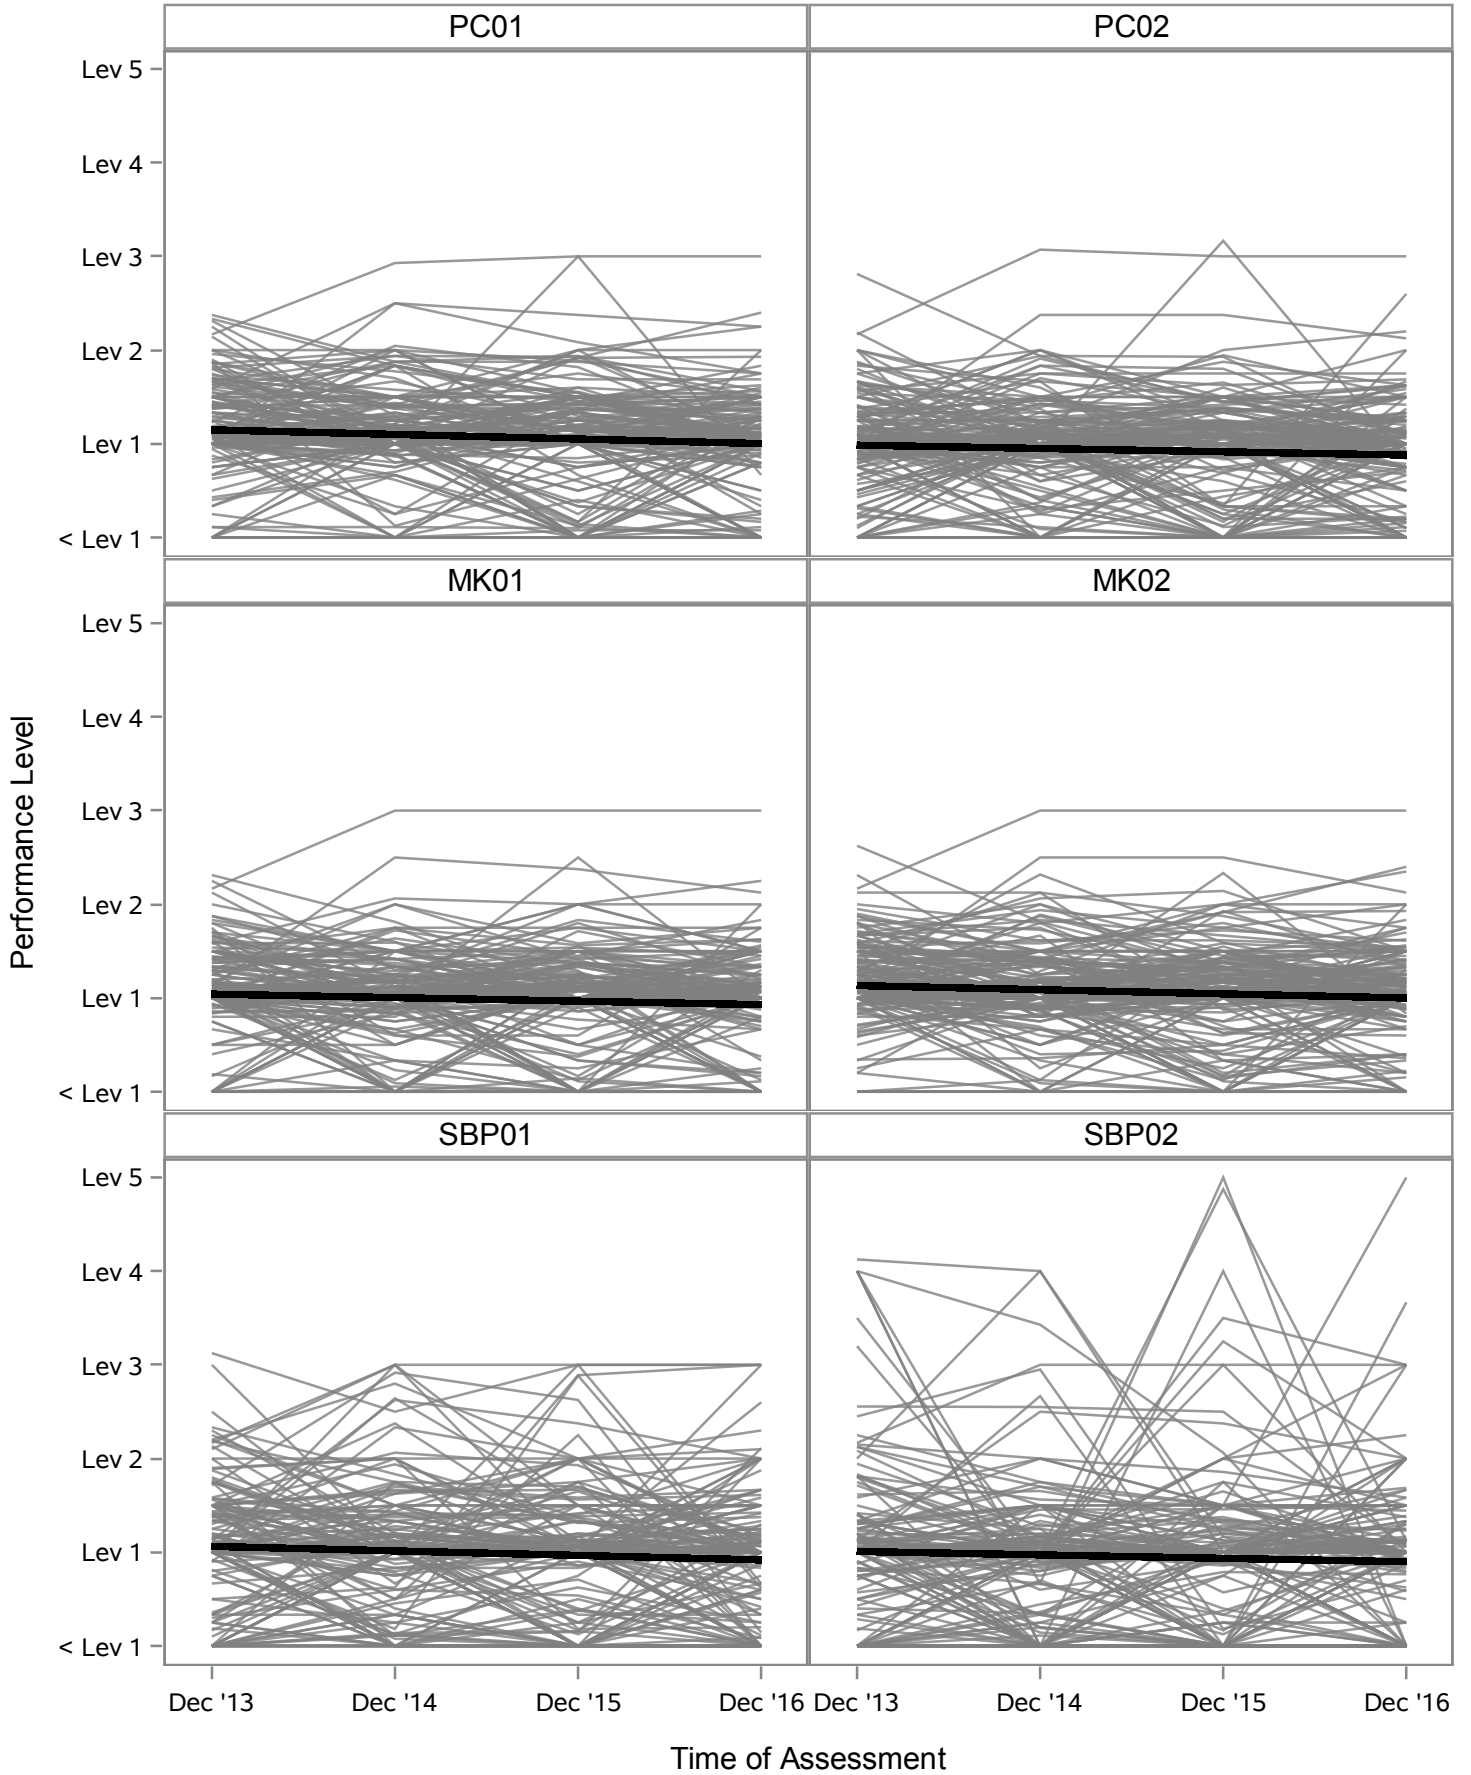 PC01
PC02
Lev 5
Lev 4
Lev 3
Lev 2
Lev 1
< Lev 1
MK01
MK02
Lev 5
Lev 4
Lev 3
Lev 2
Lev 1
< Lev 1
Performance Level
SBP01
SBP02
Lev 5
Lev 4
Lev 3
Lev 2
Lev 1
< Lev 1
Dec '13
Dec '14
Dec '15
Dec '16
Dec '13
Dec '14
Dec '15
Dec '16
Time of Assessment